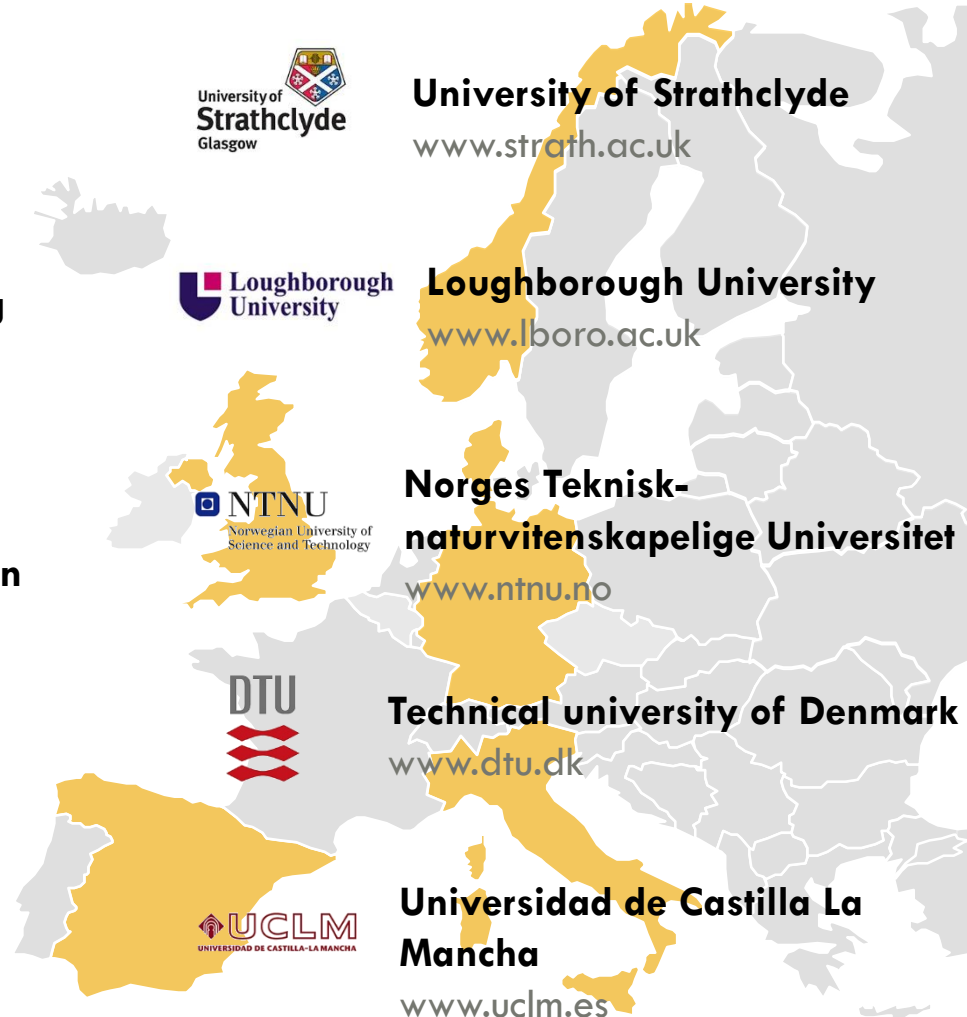 University of
Strathclyde
Glasgow
University of Strathclyde
www.strath.ac.uk
Loughborough
University
Loughborough University
www.lboro.ac.uk
g
NTNU
Norwegian University of
Science and Technology
Norges Teknisk-
naturvitenskapelige Universitet
www.ntnu.no
n
DTU
Technical university of Denmark
www.dtu.dk
UCLM
UNIVERSIDAD DE CASTILLA-LA MANCHA
Universidad de Castilla La
Mancha
www.uclm.es